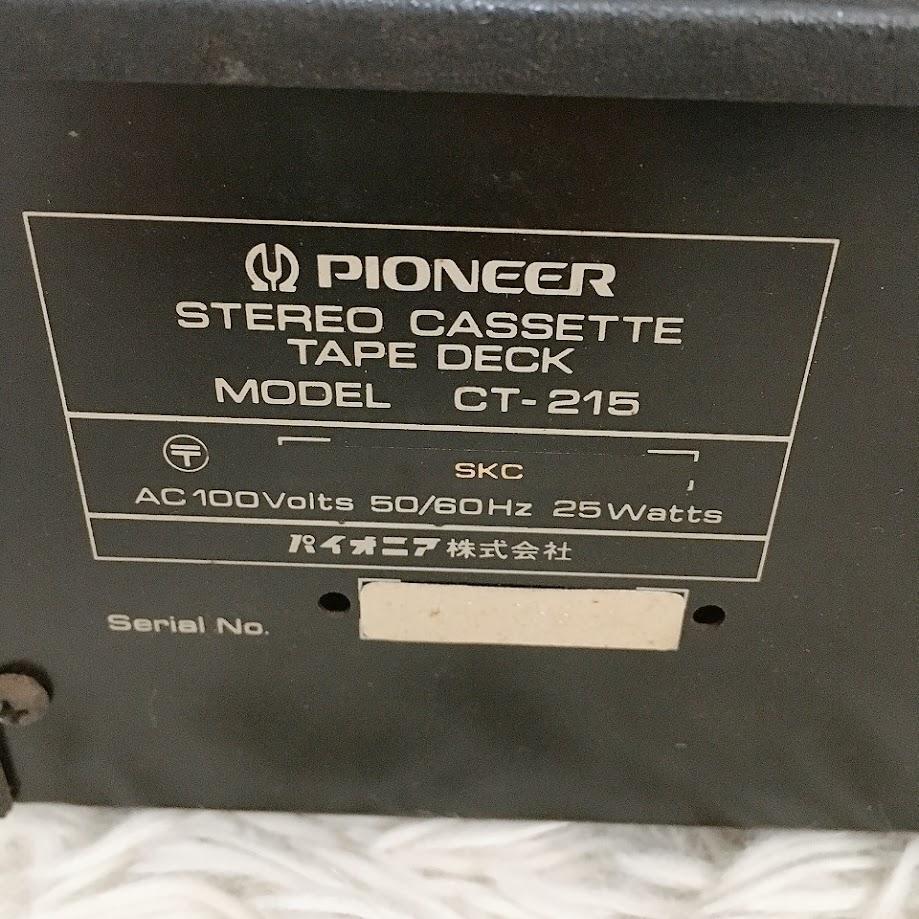 PIONEER
STEREO CASSETTE
TAPE DECK
MODEL CT-215
〒 SKC
AC100Volts 50/60Hz 25Watts
パイオニア株式会社
Serial No.